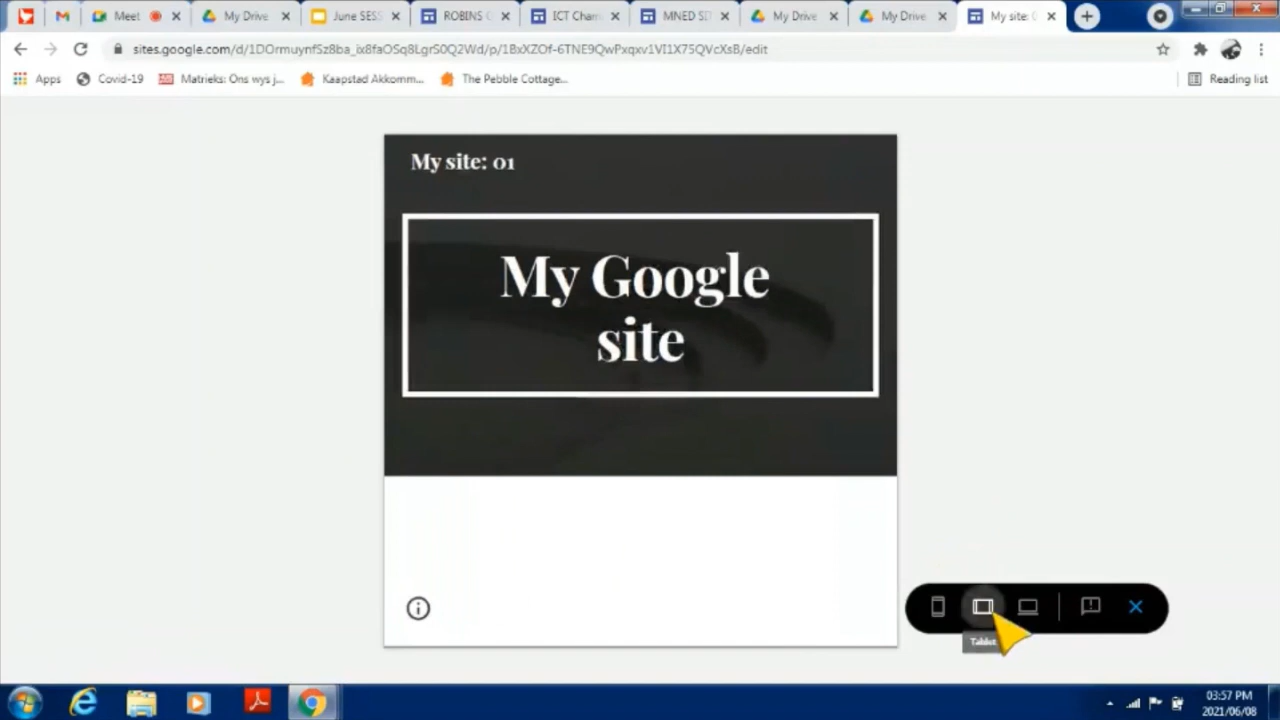 Meet
My Drive
June SESS
ROBINS
ICT Cham
MNED SI
My Drive
My Drive
My site:
sites.google.com/d/1DOrmuynfSz8ba_ix8faOSq8LgrS0Q2Wd/p/1BxXZOf-6TNE9QwPxqxv1VI1X75QVcXsB/edit
Apps
Covid-19
Matrieks: Ons wys j...
Kaapstad Akkomm...
The Pebble Cottage...
Reading list
My site: 01
My Google
site
Tablet
03:57 PM
2021/06/08